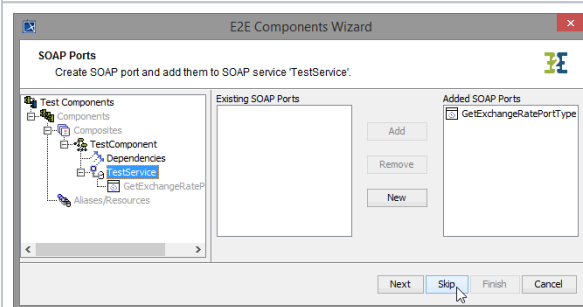 E2E Components Wizard
SOAP Ports
Create SOAP port and add them to SOAP service 'TestService'.
E2E
Test Components
Components
Composites
TestComponent
Dependencies
TestService
GetExchangeRateP
Aliases/Resources
Existing SOAP Ports
Add
Remove
New
Added SOAP Ports
GetExchangeRatePortType
Next
Skip
Finish
Cancel